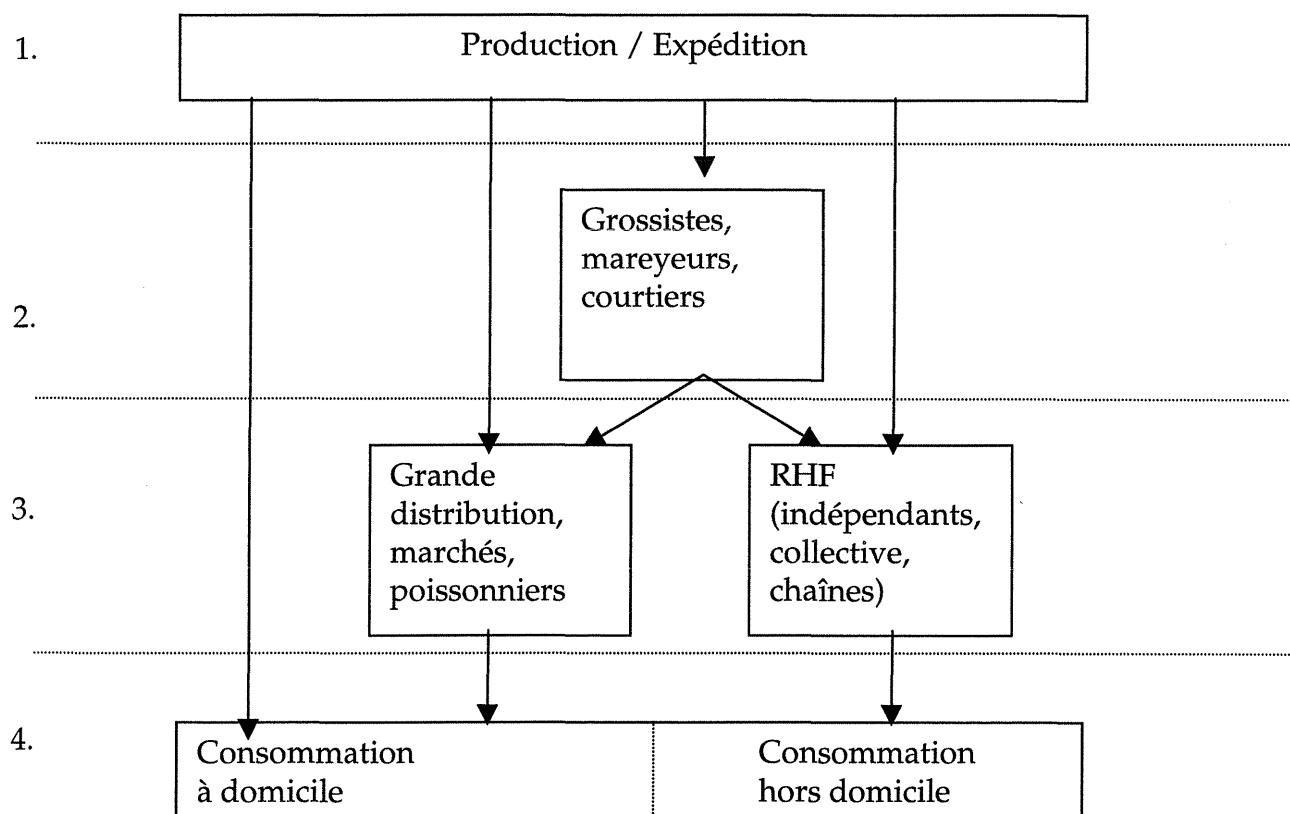 1.
Production / Expédition
2.
Grossistes,
mareyeurs,
courtiers
3.
Grande
distribution,
marchés,
poissonniers
RHF
(indépendants,
collective,
chaînes)
4.
Consommation
à domicile
Consommation
hors domicile